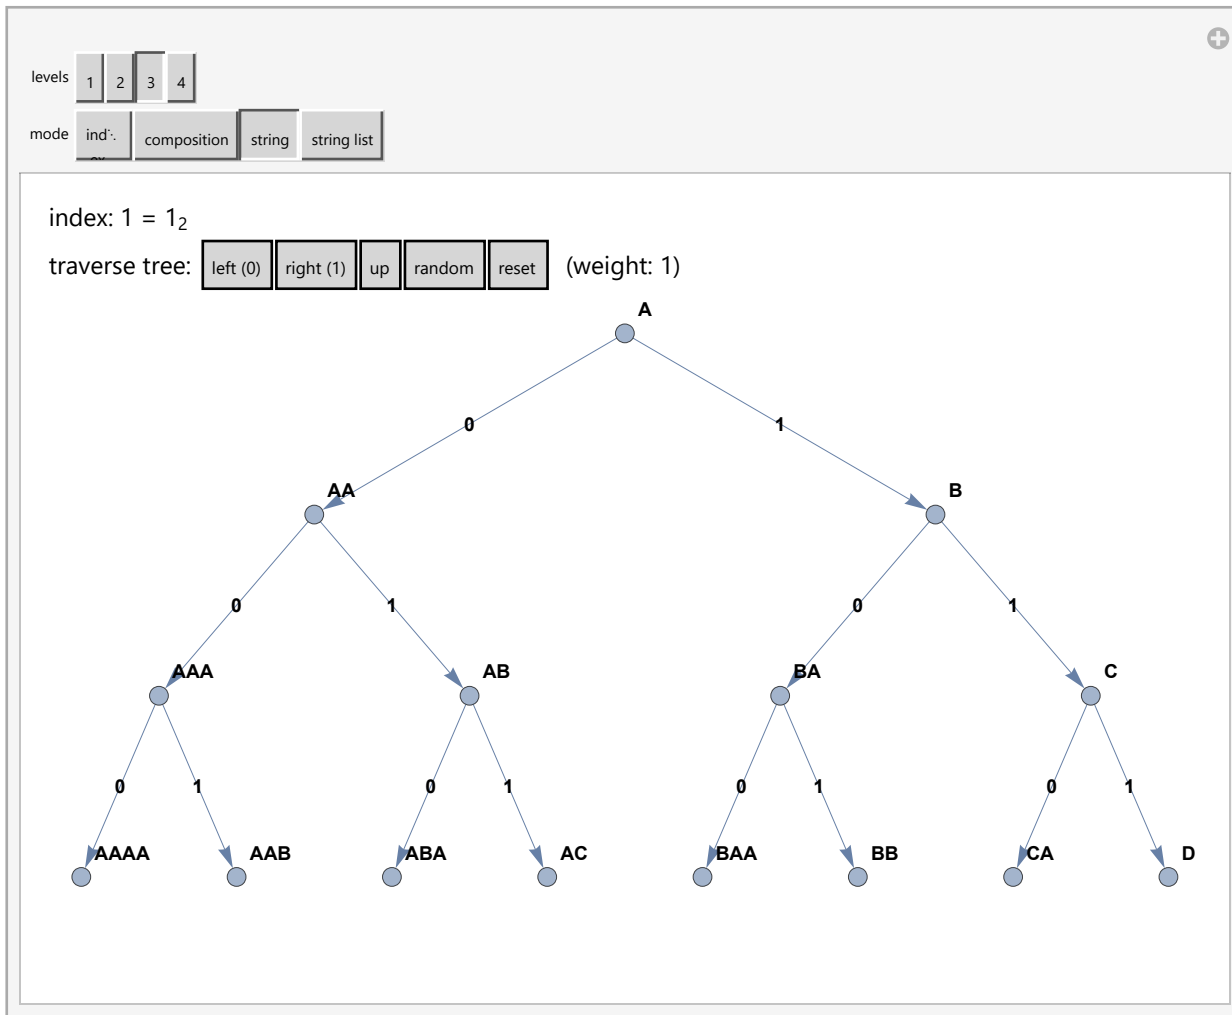 levels 1 2 3 4
mode ind⋱ composition string string list
index: 1 = 1₂
traverse tree: left (0) right (1) up random reset (weight: 1)
A
0 1
AA B
0 1 0 1
AAA AB BA C
0 1 0 1 0 1 0 1
AAAA AAB ABA AC BAA BB CA D